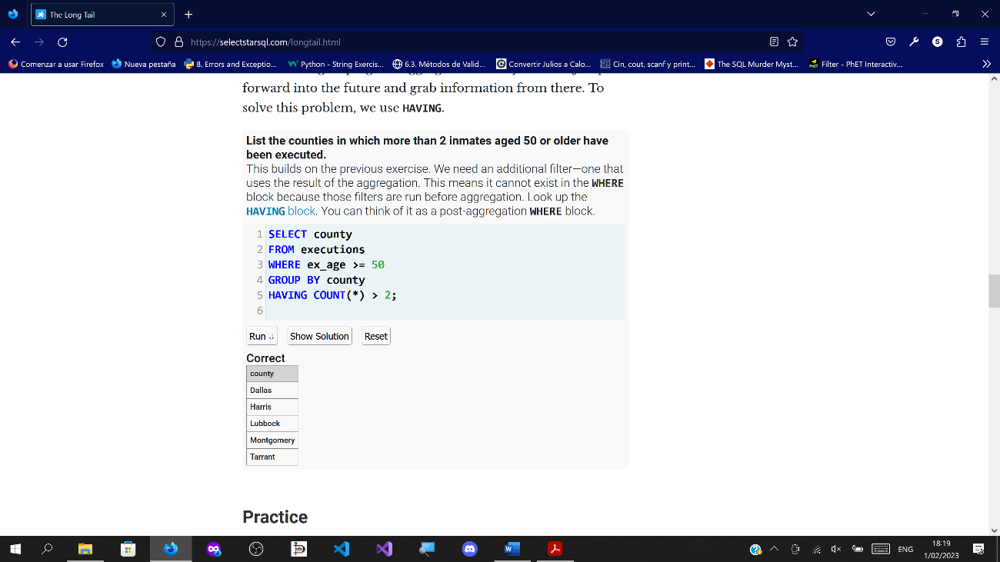 The Long Tail
https://selectstarsql.com/longtail.html
S
Comenzar a usar Firefox
Nueva pestaña
8. Errors and Exceptio...
Python - String Exercis...
6.3. Métodos de Valid...
Convertir Julios a Calo...
Cin, cout, scanf y print...
The SQL Murder Myst...
Filter - PhET Interactiv...
forward into the future and grab information from there. To
solve this problem, we use HAVING.
List the counties in which more than 2 inmates aged 50 or older have
been executed.
This builds on the previous exercise. We need an additional filter—one that
uses the result of the aggregation. This means it cannot exist in the WHERE
block because those filters are run before aggregation. Look up the
HAVING block. You can think of it as a post-aggregation WHERE block.
1 SELECT county
2 FROM executions
3 WHERE ex_age >= 50
4 GROUP BY county
5 HAVING COUNT(*) > 2;
6
Run ↓
Show Solution
Reset
Correct
county
Dallas
Harris
Lubbock
Montgomery
Tarrant
Practice
ENG
18:19
1/02/2023